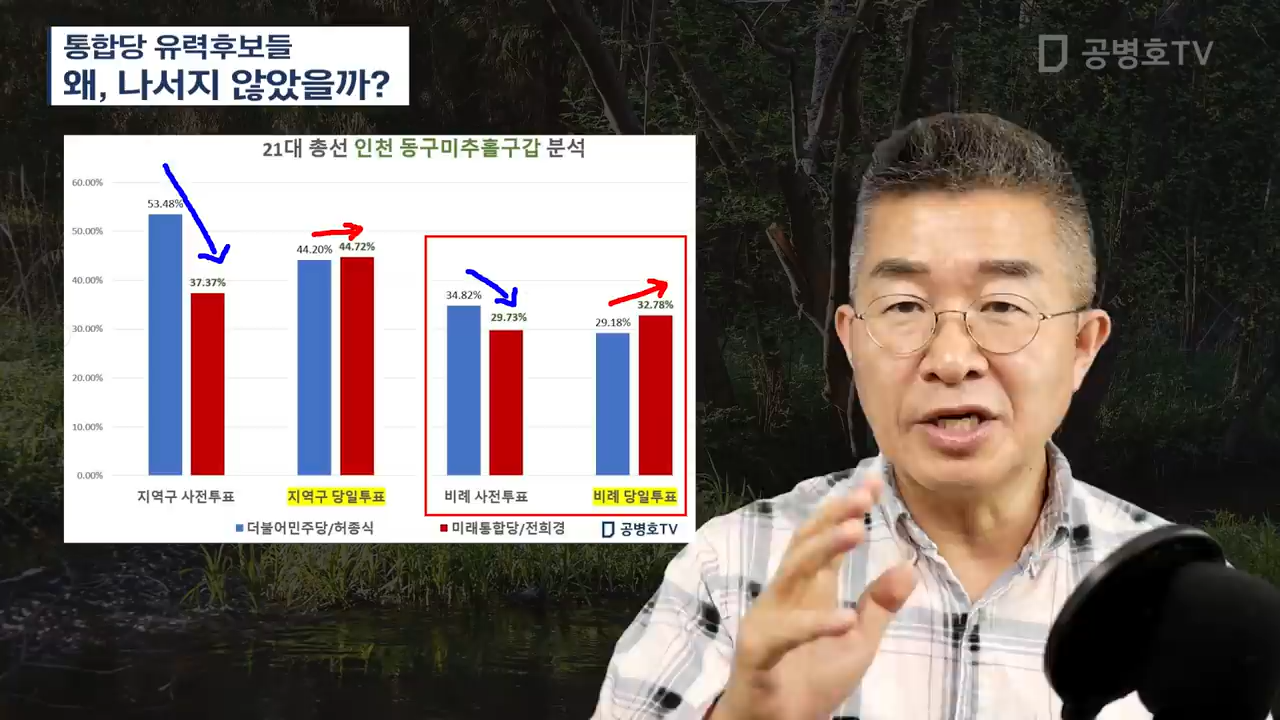 통합당 유력후보들
왜, 나서지 않았을까?
공병호TV
21대 총선 인천 동구미추홀구갑 분석
60.00%
50.00%
40.00%
30.00%
20.00%
10.00%
0.00%
53.48%
37.37%
44.20%
44.72%
34.82%
29.73%
29.18%
32.78%
지역구 사전투표
지역구 당일투표
비례 사전투표
비례 당일투표
더불어민주당/허종식
미래통합당/전희경
공병호TV